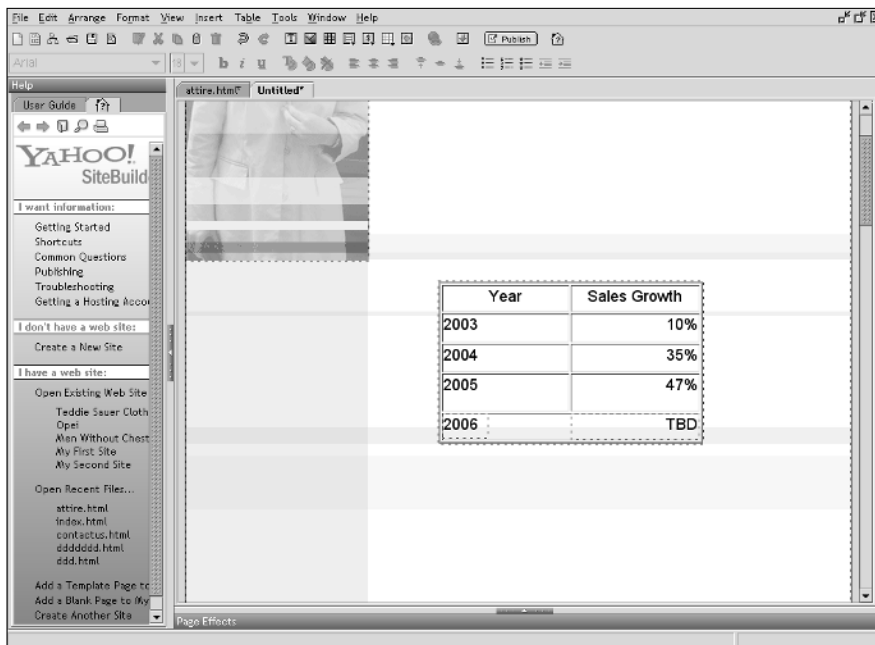 File Edit Arrange Format View Insert Table Tools Window Help
Publish
Arial 18 b i u
Help
User Guide
attire.html* Untitled*
YAHOO!
SiteBuild
I want information:
Getting Started
Shortcuts
Common Questions
Publishing
Troubleshooting
Getting a Hosting Accou
I don't have a web site:
Create a New Site
I have a web site:
Open Existing Web Site
Teddie Sauer Cloth
Opei
Men Without Chest
My First Site
My Second Site
Open Recent Files...
attire.html
index.html
contactus.html
ddddddd.html
ddd.html
Add a Template Page to
Add a Blank Page to My
Create Another Site
Year Sales Growth
2003 10%
2004 35%
2005 47%
2006 TBD
Page Effects